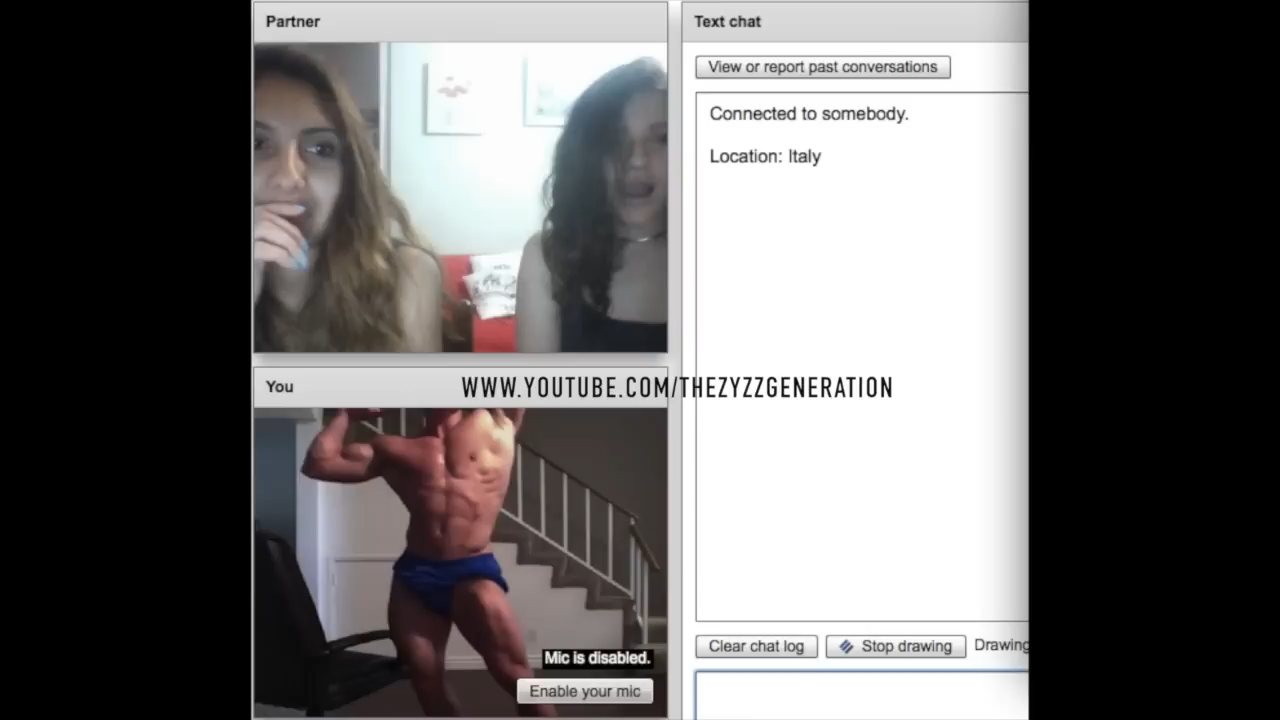 Partner
Text chat
View or report past conversations
Connected to somebody.
Location: Italy
You
WWW.YOUTUBE.COM/THEZYZZGENERATION
Mic is disabled.
Enable your mic
Clear chat log
Stop drawing
Drawing